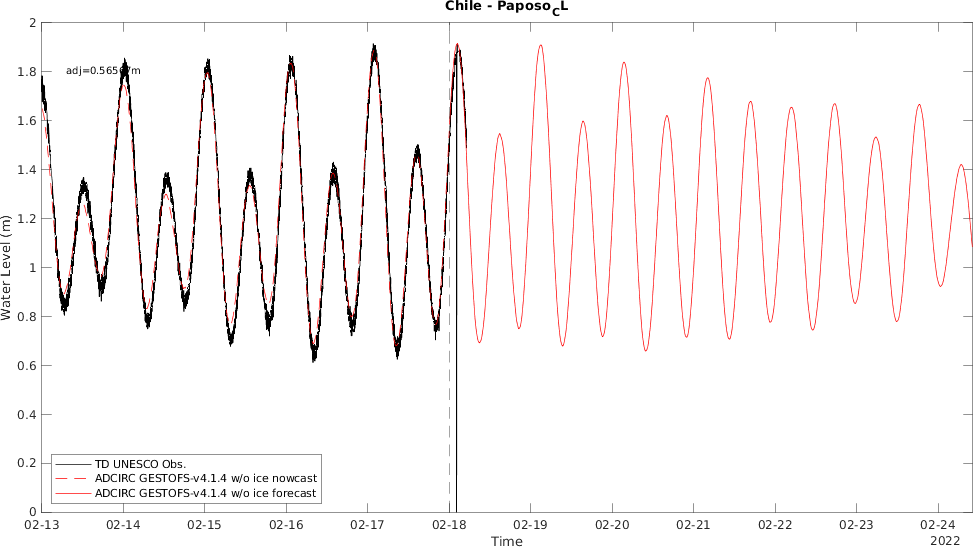 Chile - Paposo_CL
2
1.8
adj=0.56567m
1.6
1.4
1.2
1
0.8
0.6
0.4
0.2
0
Water Level (m)
TD UNESCO Obs.
ADCIRC GESTOFS-v4.1.4 w/o ice nowcast
ADCIRC GESTOFS-v4.1.4 w/o ice forecast
02-13 02-14 02-15 02-16 02-17 02-18 02-19 02-20 02-21 02-22 02-23 02-24
Time
2022